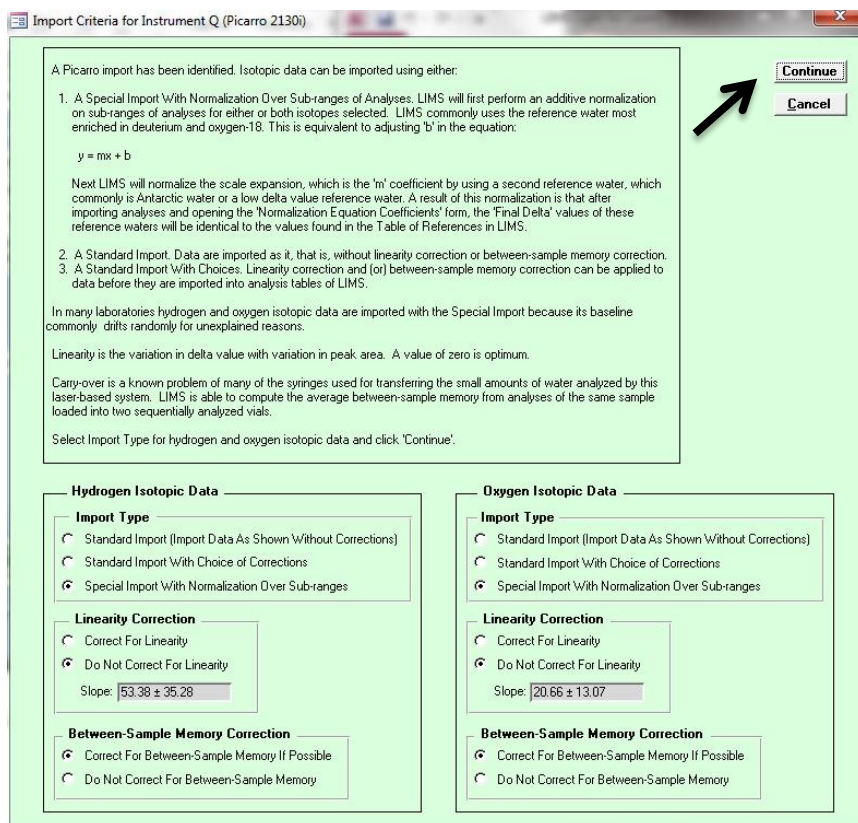 Import Criteria for Instrument Q (Picarro 2130i)
A Picarro import has been identified. Isotopic data can be imported using either:
1. A Special Import With Normalization Over Sub-ranges of Analyses. LIMS will first perform an additive normalization
on sub-ranges of analyses for either or both isotopes selected. LIMS commonly uses the reference water most
enriched in deuterium and oxygen-18. This is equivalent to adjusting 'b' in the equation:
y = mx + b
Next LIMS will normalize the scale expansion, which is the 'm' coefficient by using a second reference water, which
commonly is Antarctic water or a low delta value reference water. A result of this normalization is that after
importing analyses and opening the 'Normalization Equation Coefficients' form, the 'Final Delta' values of these
reference waters will be identical to the values found in the Table of References in LIMS.
2. A Standard Import. Data are imported as it, that is, without linearity correction or between-sample memory correction.
3. A Standard Import With Choices. Linearity correction and (or) between-sample memory correction can be applied to
data before they are imported into analysis tables of LIMS.
In many laboratories hydrogen and oxygen isotopic data are imported with the Special Import because its baseline
commonly drifts randomly for unexplained reasons.
Linearity is the variation in delta value with variation in peak area. A value of zero is optimum.
Carry-over is a known problem of many of the syringes used for transferring the small amounts of water analyzed by this
laser-based system. LIMS is able to compute the average between-sample memory from analyses of the same sample
loaded into two sequentially analyzed vials.
Select Import Type for hydrogen and oxygen isotopic data and click 'Continue'.
Continue
Cancel
Hydrogen Isotopic Data
Import Type
Standard Import (Import Data As Shown Without Corrections)
Standard Import With Choice of Corrections
Special Import With Normalization Over Sub-ranges
Linearity Correction
Correct For Linearity
Do Not Correct For Linearity
Slope: 53.38 ± 35.28
Between-Sample Memory Correction
Correct For Between-Sample Memory If Possible
Do Not Correct For Between-Sample Memory
Oxygen Isotopic Data
Import Type
Standard Import (Import Data As Shown Without Corrections)
Standard Import With Choice of Corrections
Special Import With Normalization Over Sub-ranges
Linearity Correction
Correct For Linearity
Do Not Correct For Linearity
Slope: 20.66 ± 13.07
Between-Sample Memory Correction
Correct For Between-Sample Memory If Possible
Do Not Correct For Between-Sample Memory